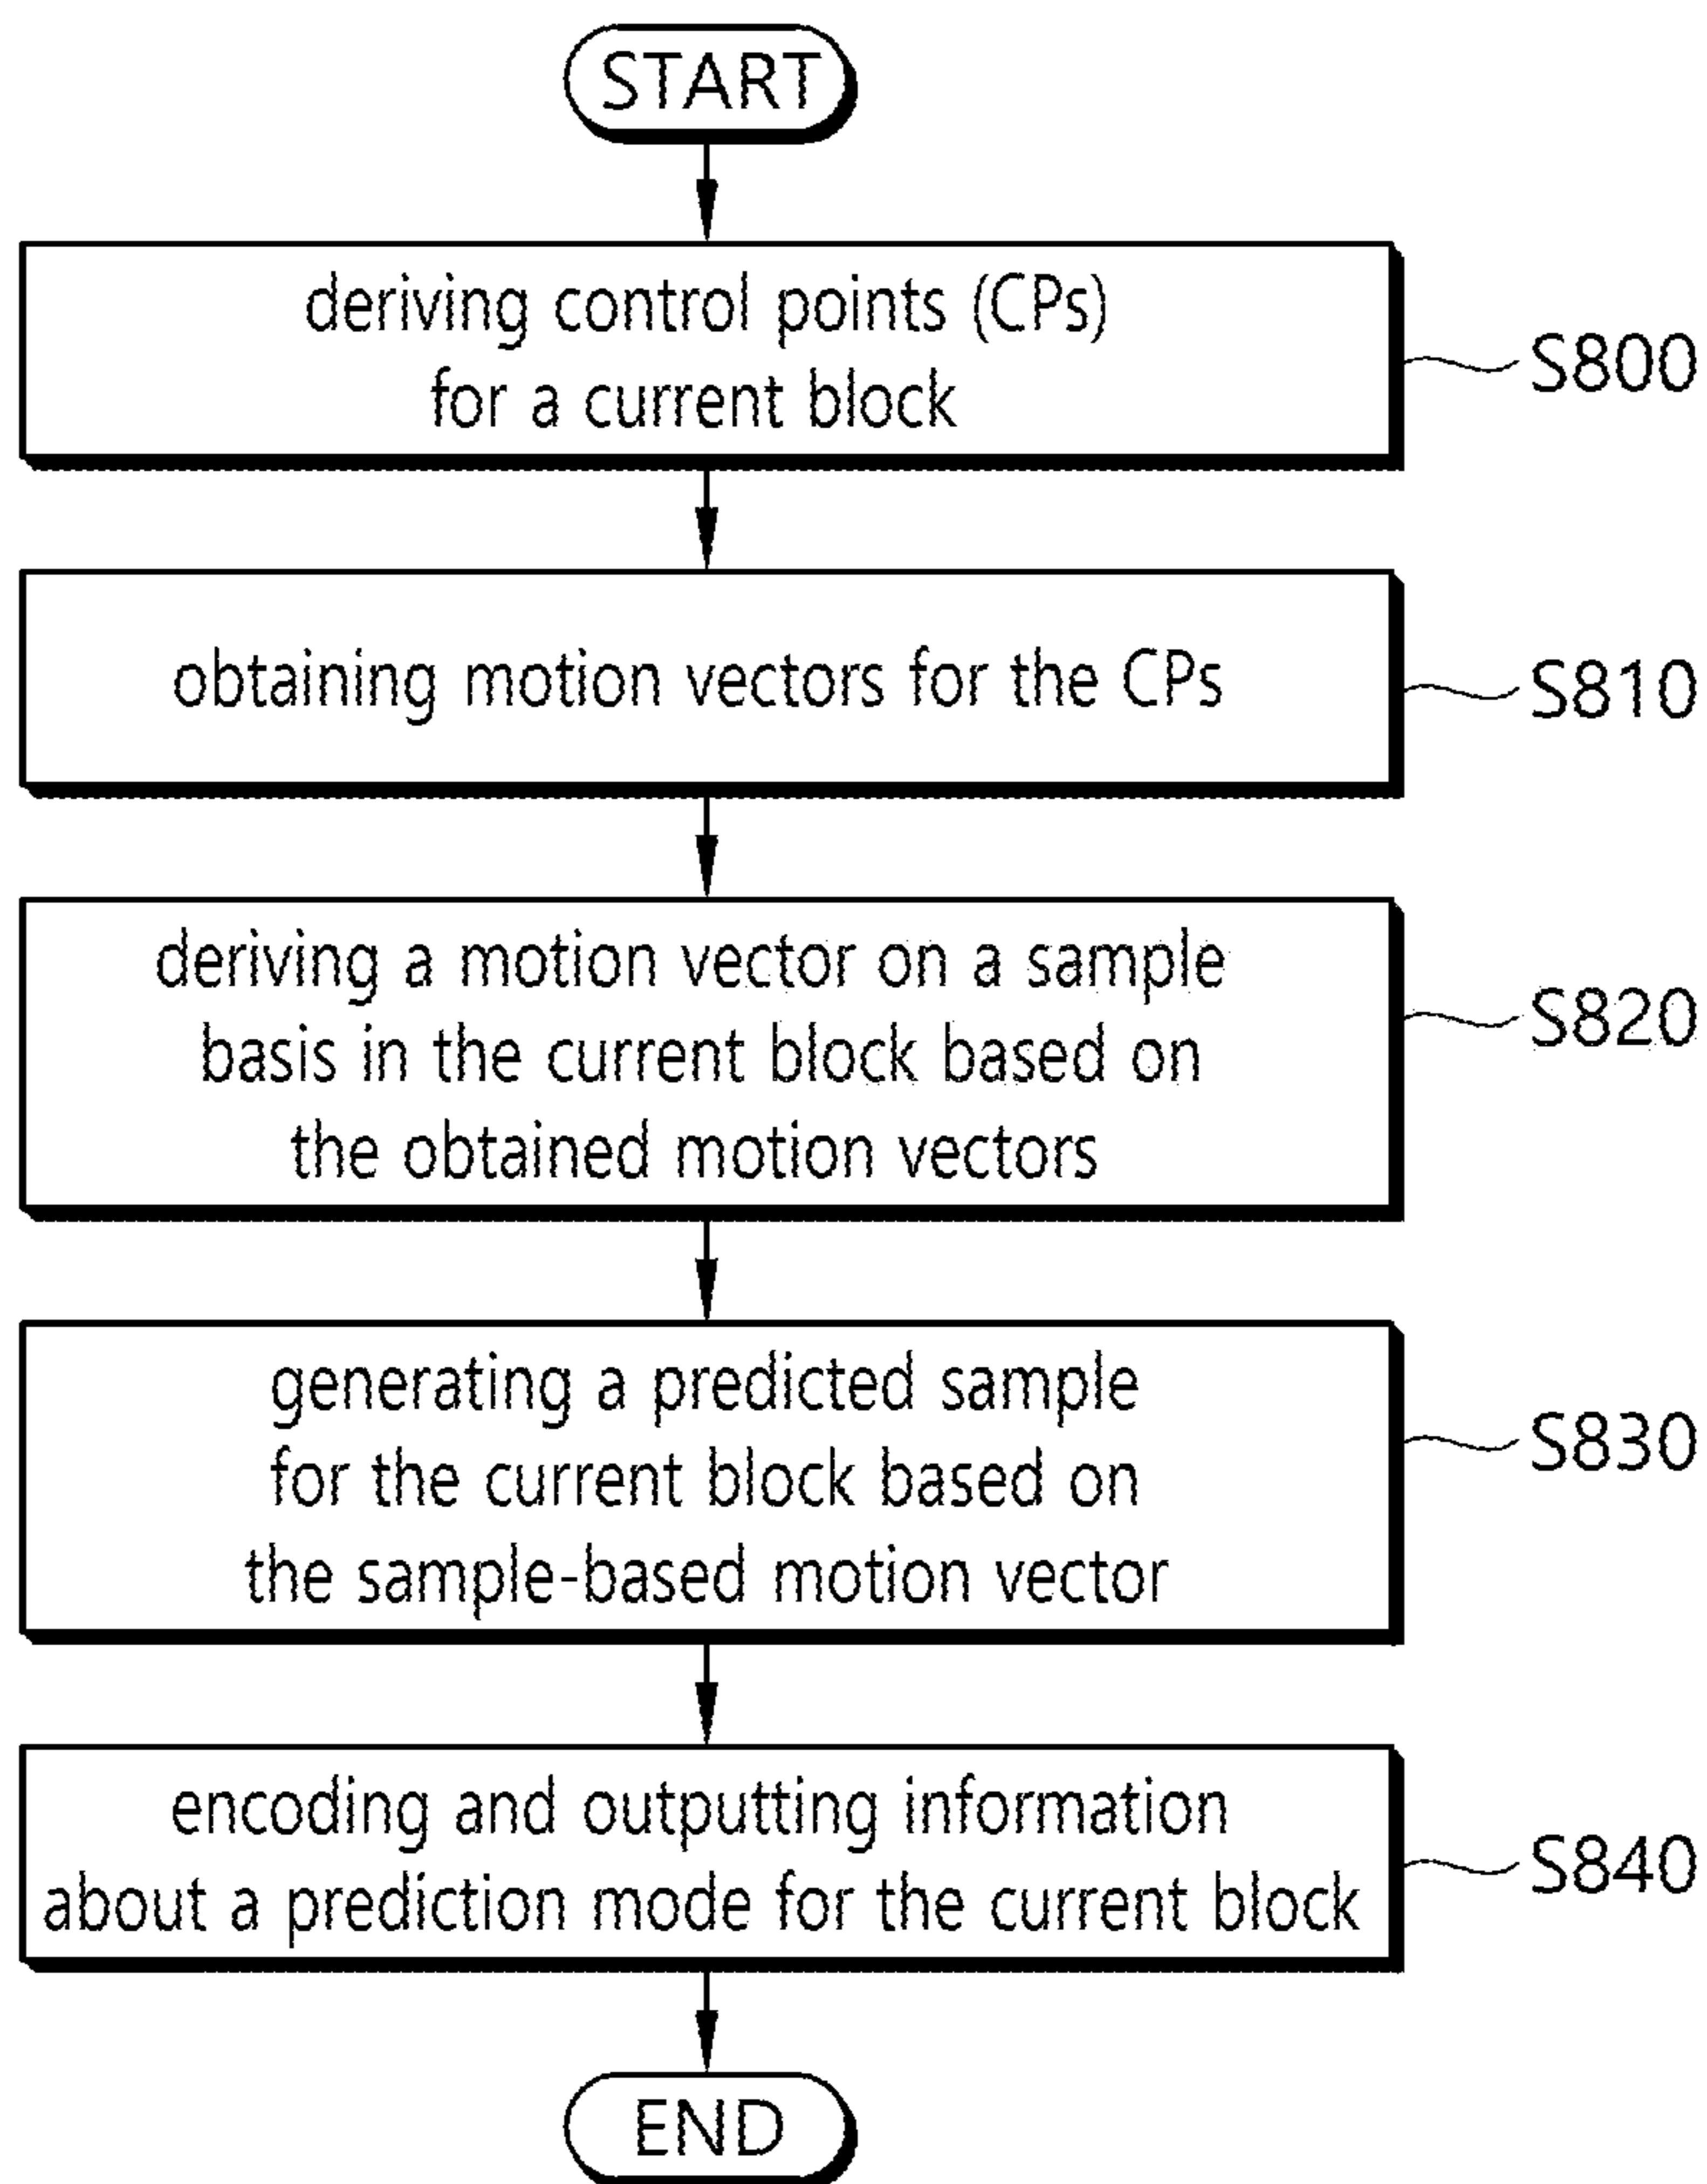 START
deriving control points (CPs)
for a current block
S800
obtaining motion vectors for the CPs
S810
deriving a motion vector on a sample
basis in the current block based on
the obtained motion vectors
S820
generating a predicted sample
for the current block based on
the sample-based motion vector
S830
encoding and outputting information
about a prediction mode for the current block
S840
END